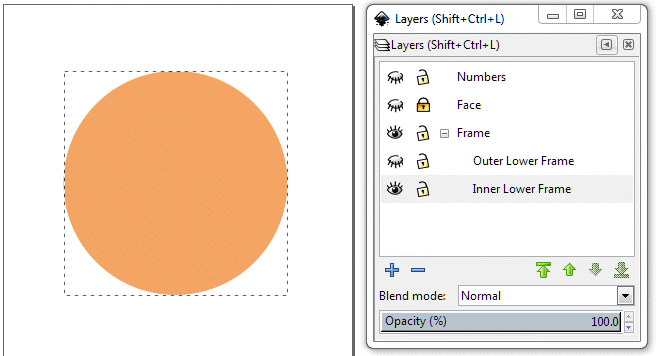 Layers (Shift+Ctrl+L)
Layers (Shift+Ctrl+L)
Numbers
Face
Frame
Outer Lower Frame
Inner Lower Frame
Blend mode: Normal
Opacity (%) 100.0